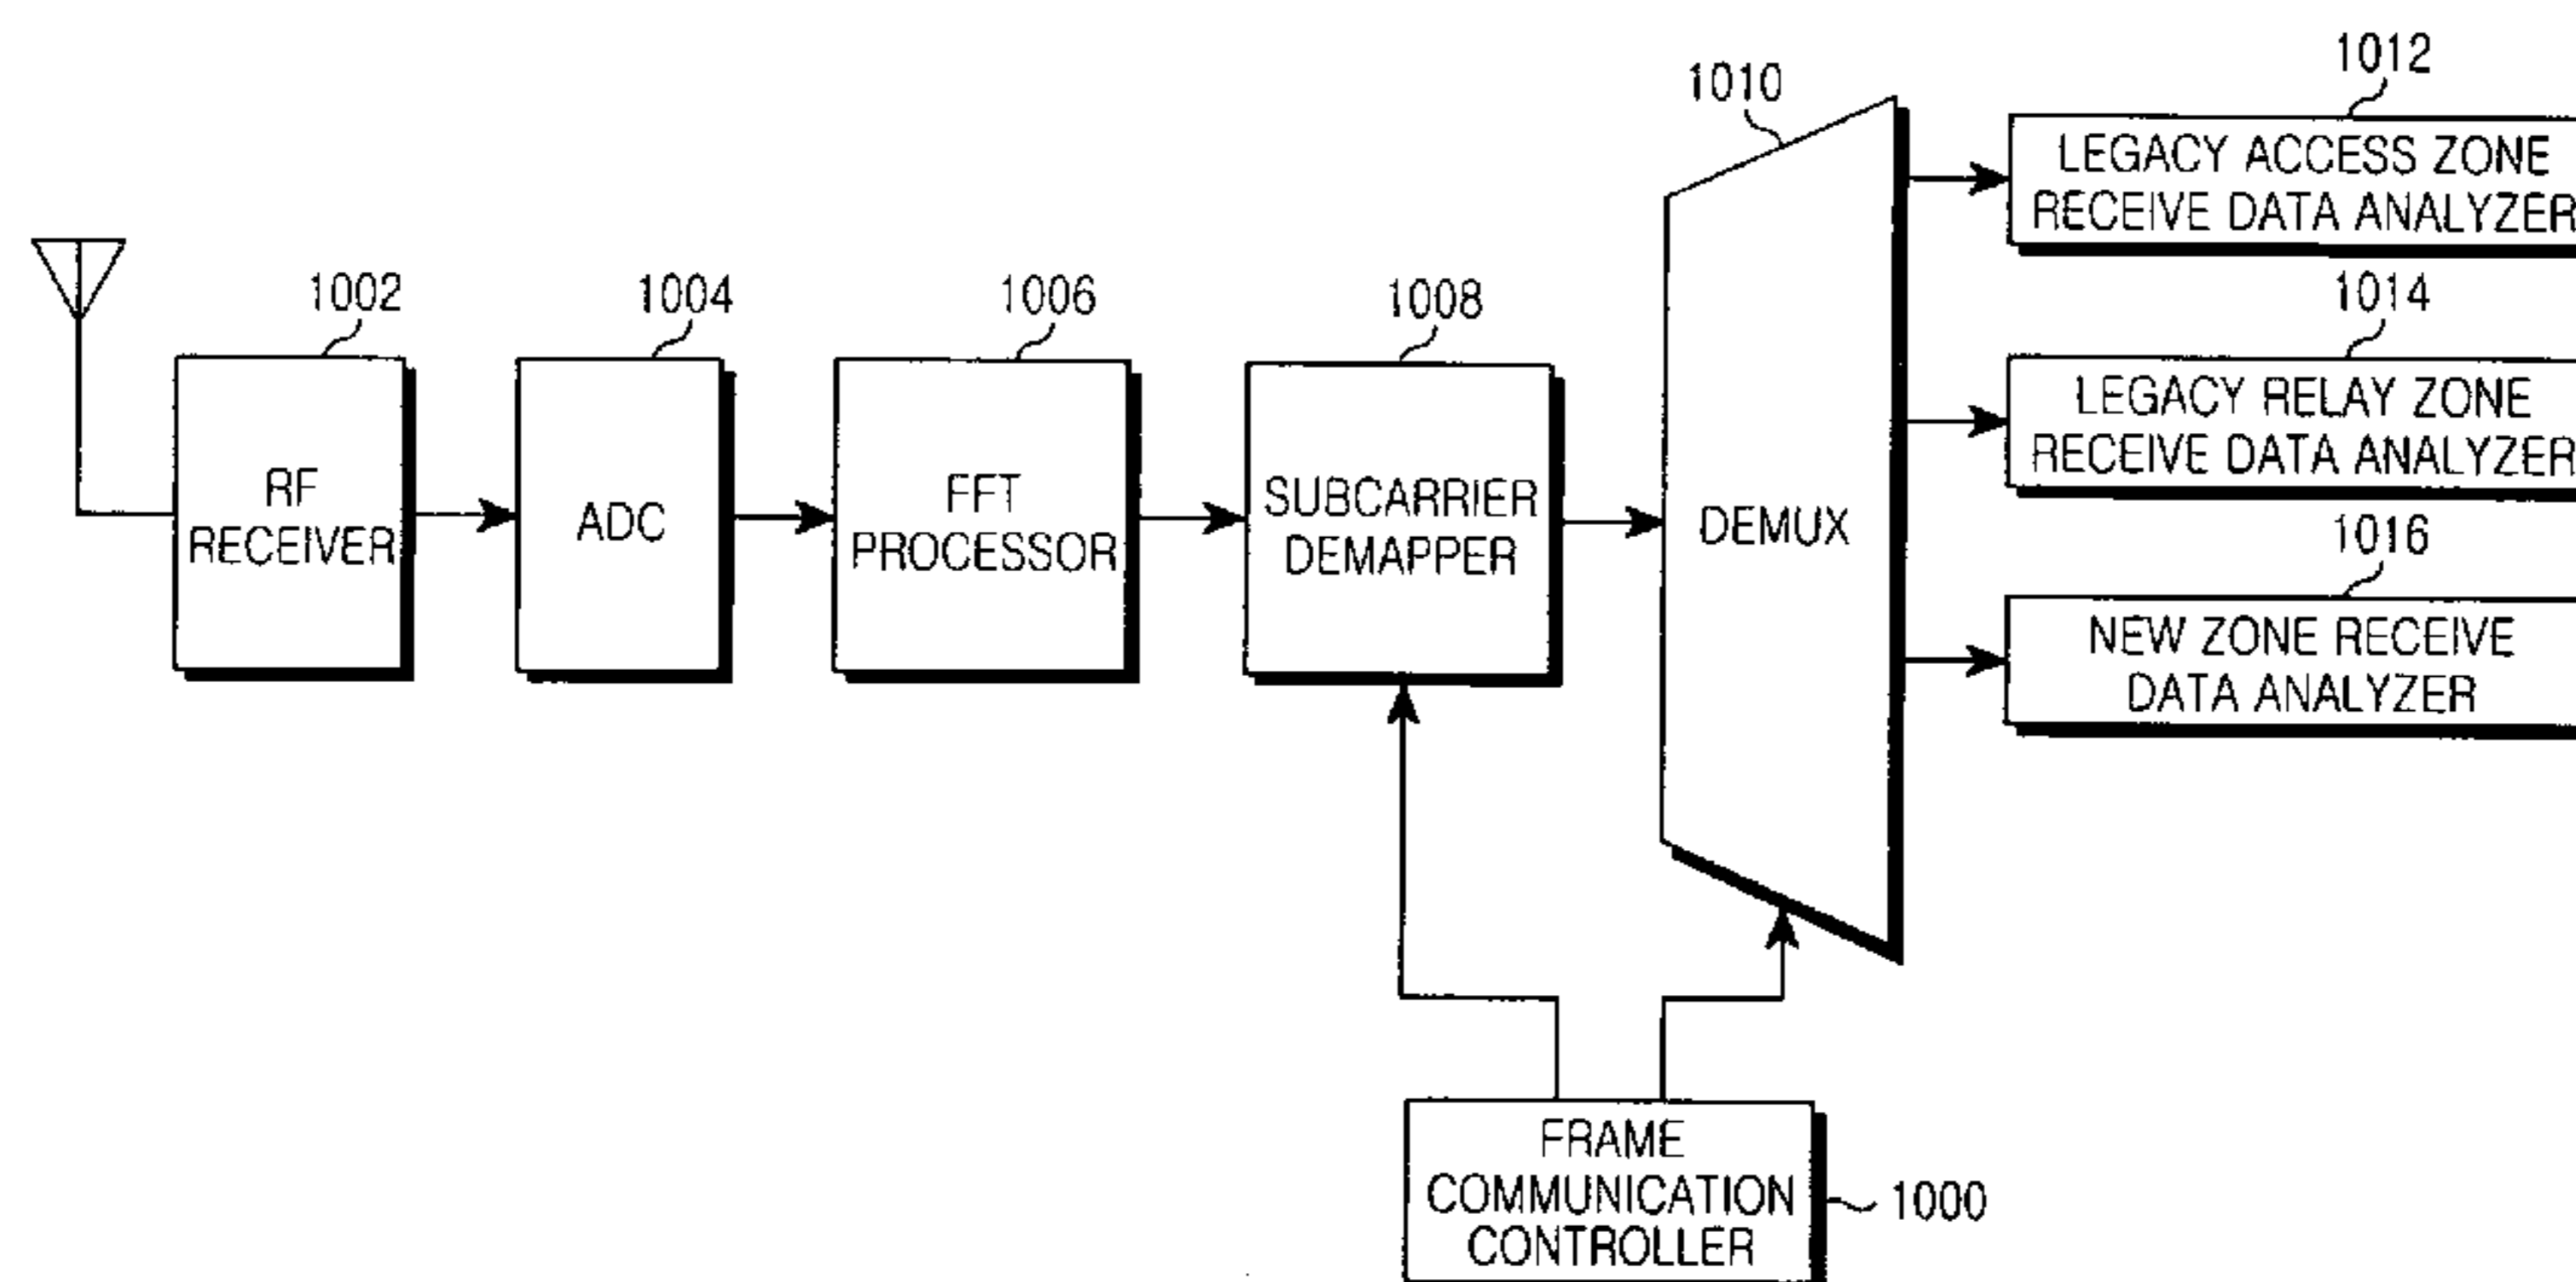 1012
1010
LEGACY ACCESS ZONE
RECEIVE DATA ANALYZER
1002
1004
1006
1008
1014
RF
RECEIVER
ADC
FFT
PROCESSOR
SUBCARRIER
DEMAPPER
DEMUX
LEGACY RELAY ZONE
RECEIVE DATA ANALYZER
1016
NEW ZONE RECEIVE
DATA ANALYZER
FRAME
COMMUNICATION
CONTROLLER
1000